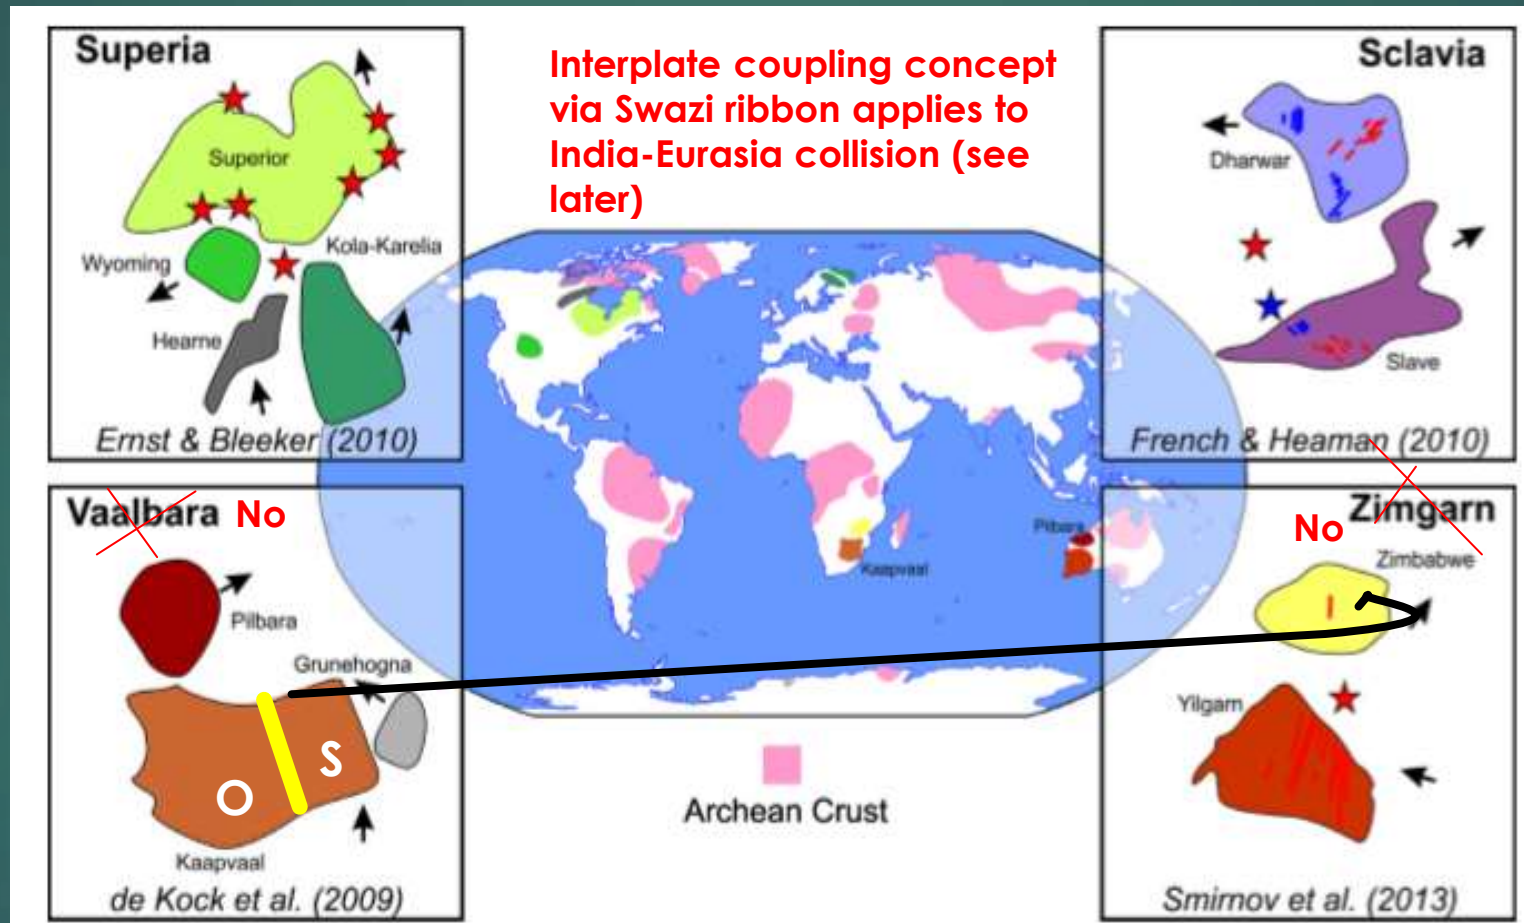 Superia
Superior
Wyoming
Kola-Karelia
Hearne
Ernst & Bleeker (2010)
Interplate coupling concept
via Swazi ribbon applies to
India-Eurasia collision (see
later)
Sclavia
Dharwar
Slave
French & Heaman (2010)
Vaalbara No
Pilbara
Grunehogna
O
S
Kaapvaal
de Kock et al. (2009)
Pilbara
Kaapvaal
Archean Crust
No Zimgarn
Zimbabwe
Yilgarn
Smirnov et al. (2013)